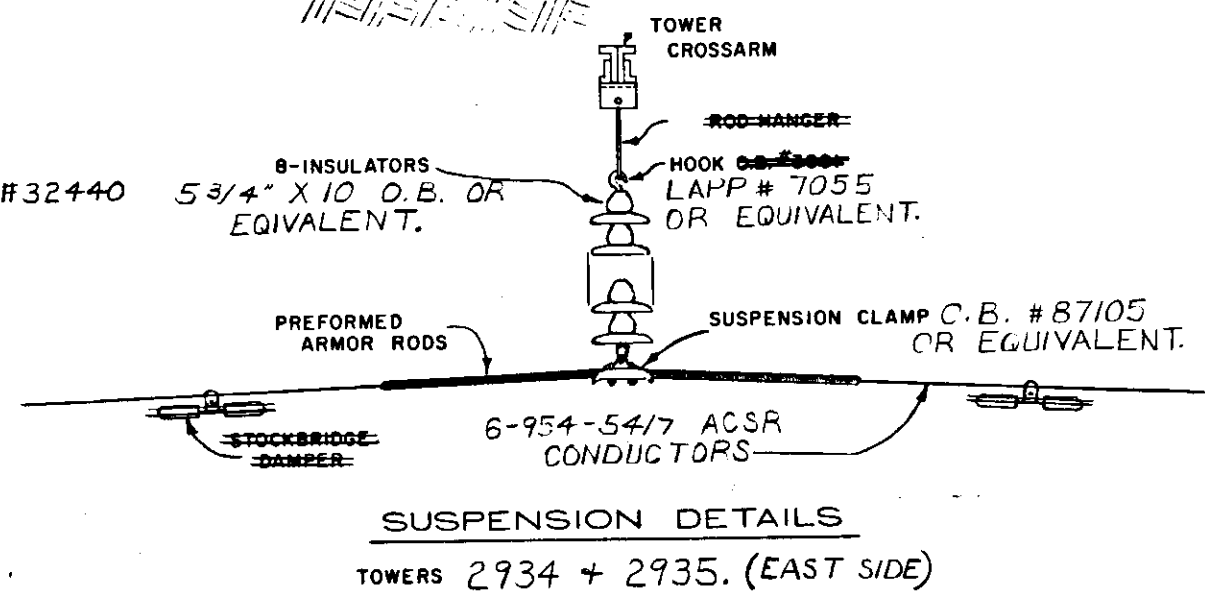 TOWER
CROSSARM
ROD HANGER
8-INSULATORS
HOOK
#32440 5 3/4" X 10 O.B. OR
EQIVALENT.
LAPP # 7055
OR EQUIVALENT.
PREFORMED
ARMOR RODS
SUSPENSION CLAMP C.B. #87105
OR EQUIVALENT.
STOCKBRIDGE
DAMPER
6-954-54/7 ACSR
CONDUCTORS
SUSPENSION DETAILS
TOWERS 2934 + 2935. (EAST SIDE)